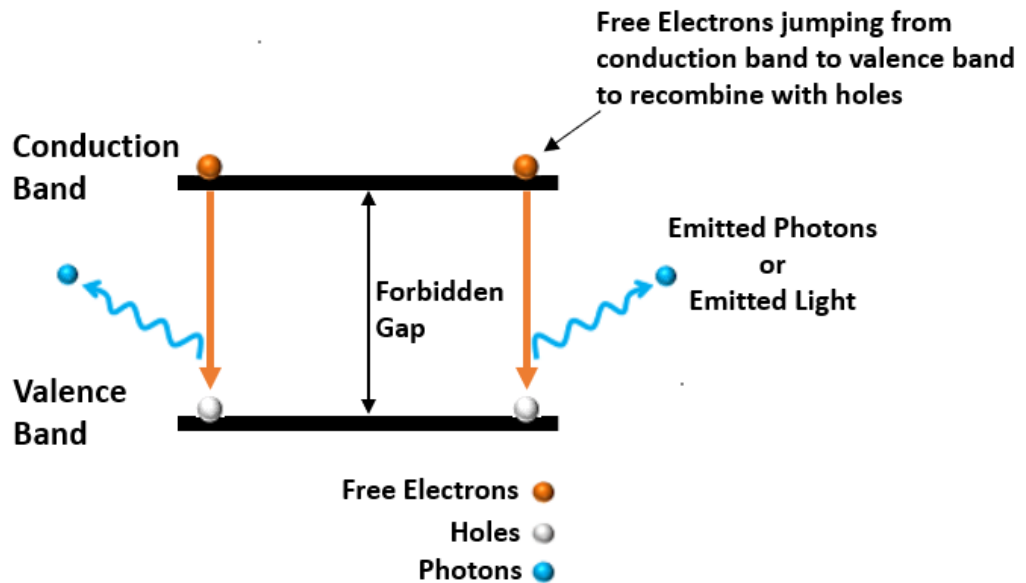 Free Electrons jumping from
conduction band to valence band
to recombine with holes
Conduction
Band
Emitted Photons
or
Emitted Light
Forbidden
Gap
Valence
Band
Free Electrons
Holes
Photons